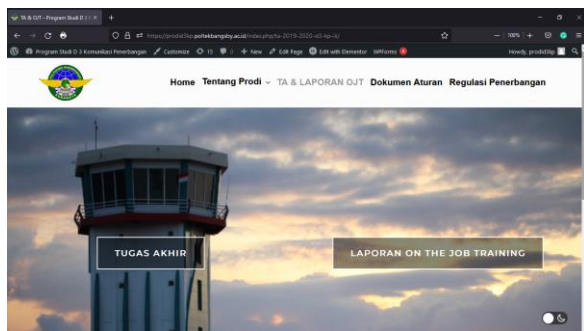 TA & OJT - Program Studi D 3 K
https://prodid3kp.poltekbangsby.ac.id/index.php/ta-2019-2020-d3-kp-4/
100%
Program Studi D 3 Komunikasi Penerbangan Customize 15 0 New Edit Page Edit with Elementor WPForms Howdy, prodid3kp
Home Tentang Prodi TA & LAPORAN OJT Dokumen Aturan Regulasi Penerbangan
TUGAS AKHIR LAPORAN ON THE JOB TRAINING